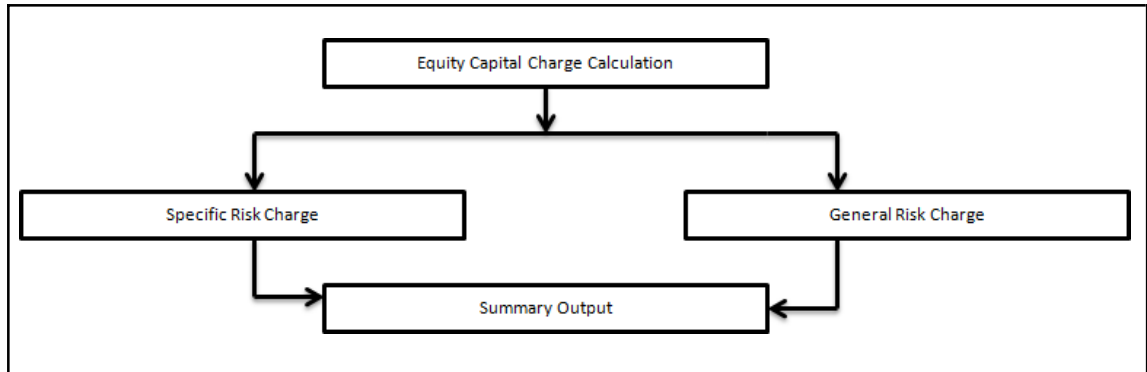 Equity Capital Charge Calculation
Specific Risk Charge
General Risk Charge
Summary Output